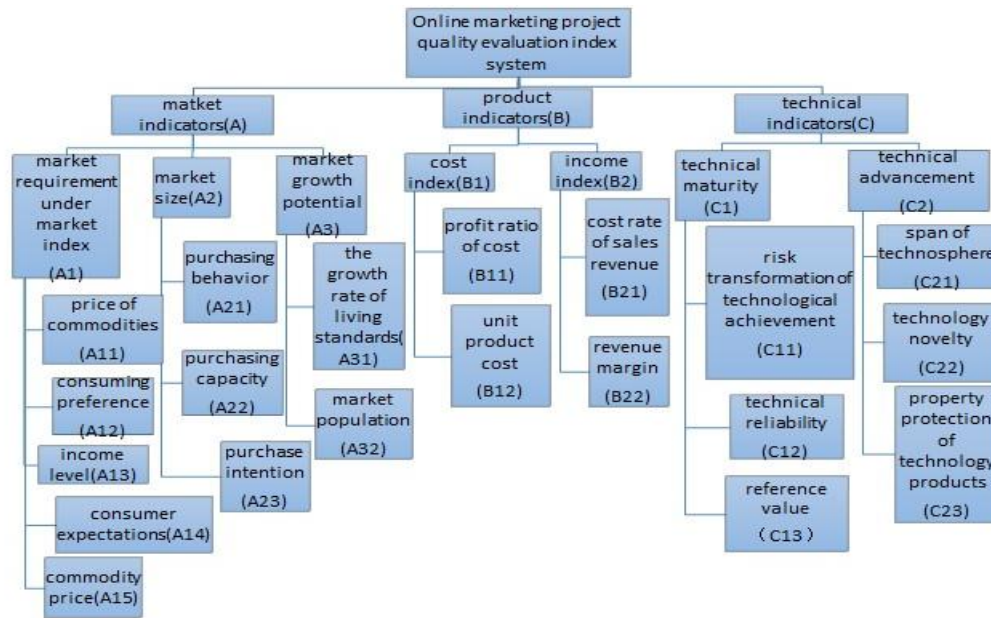 Online marketing project
quality evaluation index
system
matket
indicators(A)
product
indicators(B)
technical
indicators(C)
market
requirement
under
market
index
(A1)
market
size(A2)
market
growth
potential
(A3)
cost
index(B1)
income
index(B2)
technical
maturity
(C1)
technical
advancement
(C2)
price of
commodities
(A11)
consuming
preference
(A12)
income
level(A13)
consumer
expectations(A14)
commodity
price(A15)
purchasing
behavior
(A21)
purchasing
capacity
(A22)
purchase
intention
(A23)
the
growth
rate of
living
standards(
A31)
market
population
(A32)
profit ratio
of cost
(B11)
unit
product
cost
(B12)
cost rate
of sales
revenue
(B21)
revenue
margin
(B22)
risk
transformation of
technological
achievement
(C11)
technical
reliability
(C12)
reference
value
(C13)
span of
technosphere
(C21)
technology
novelty
(C22)
property
protection
of
technology
products
(C23)